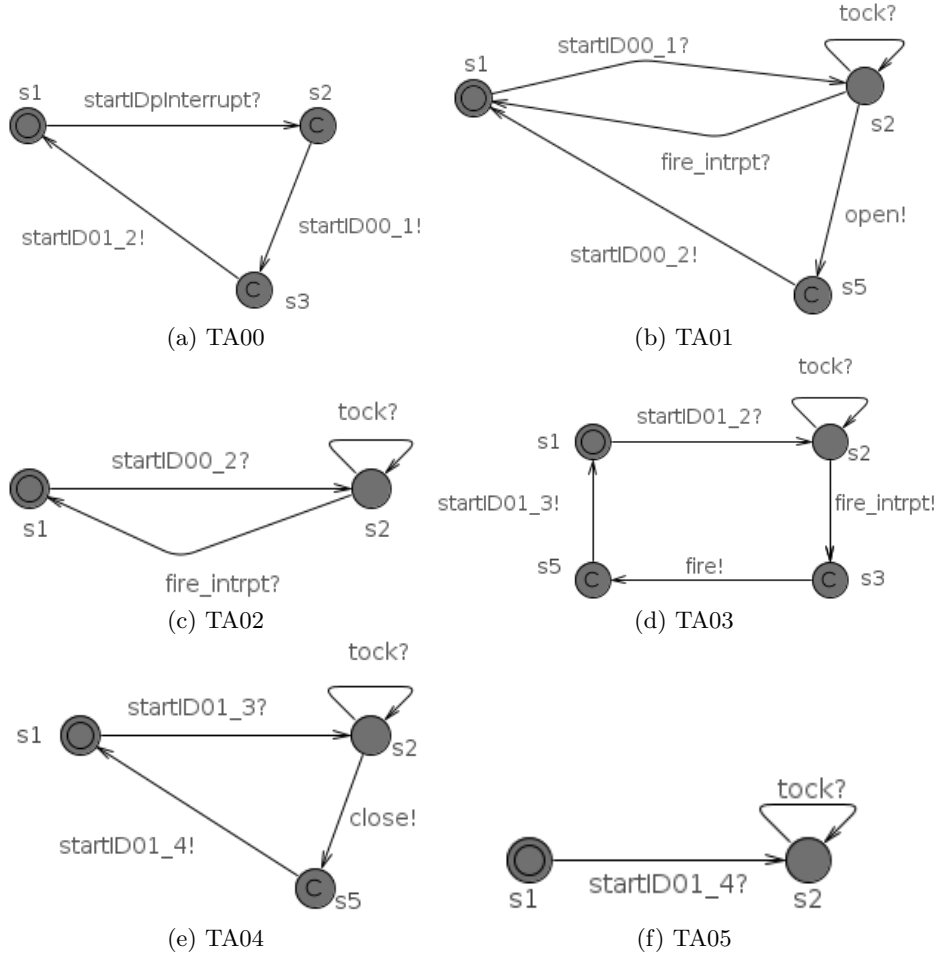 s1
startIDpInterrupt?
s2
startID01_2!
startID00_1!
s3
(a) TA00
tock?
startID00_1?
s1
s2
fire_intrpt?
open!
startID00_2!
s5
(b) TA01
tock?
startID00_2?
s1
s2
fire_intrpt?
(c) TA02
tock?
startID01_2?
s1
s2
startID01_3!
fire_intrpt!
s5
fire!
s3
(d) TA03
tock?
startID01_3?
s1
s2
close!
startID01_4!
s5
(e) TA04
tock?
s1
startID01_4?
s2
(f) TA05
C
C
C
C
C
C